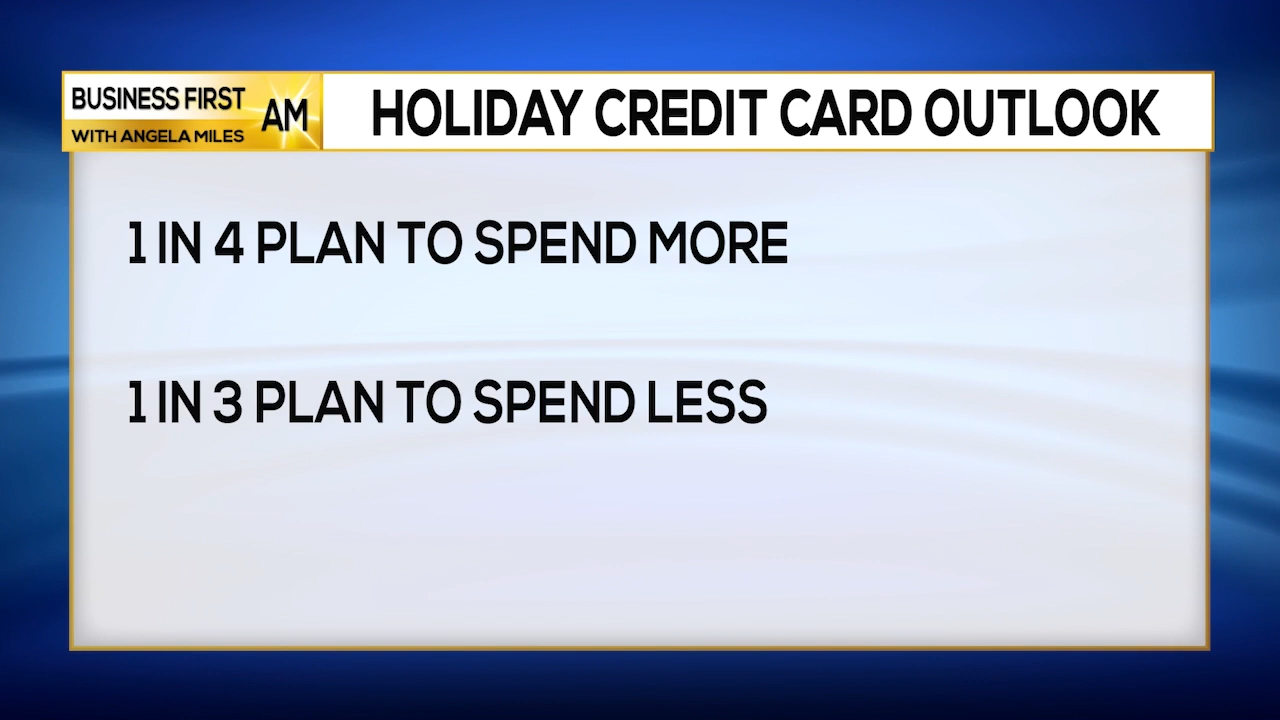 BUSINESS FIRST
AM
WITH ANGELA MILES
HOLIDAY CREDIT CARD OUTLOOK
1 IN 4 PLAN TO SPEND MORE
1 IN 3 PLAN TO SPEND LESS